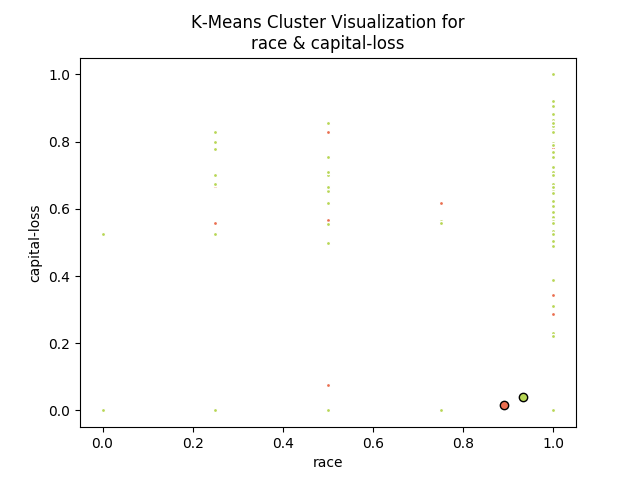 K-Means Cluster Visualization for
race & capital-loss
1.0
0.8
0.6
0.4
0.2
0.0
capital-loss
0.0 0.2 0.4 0.6 0.8 1.0
race